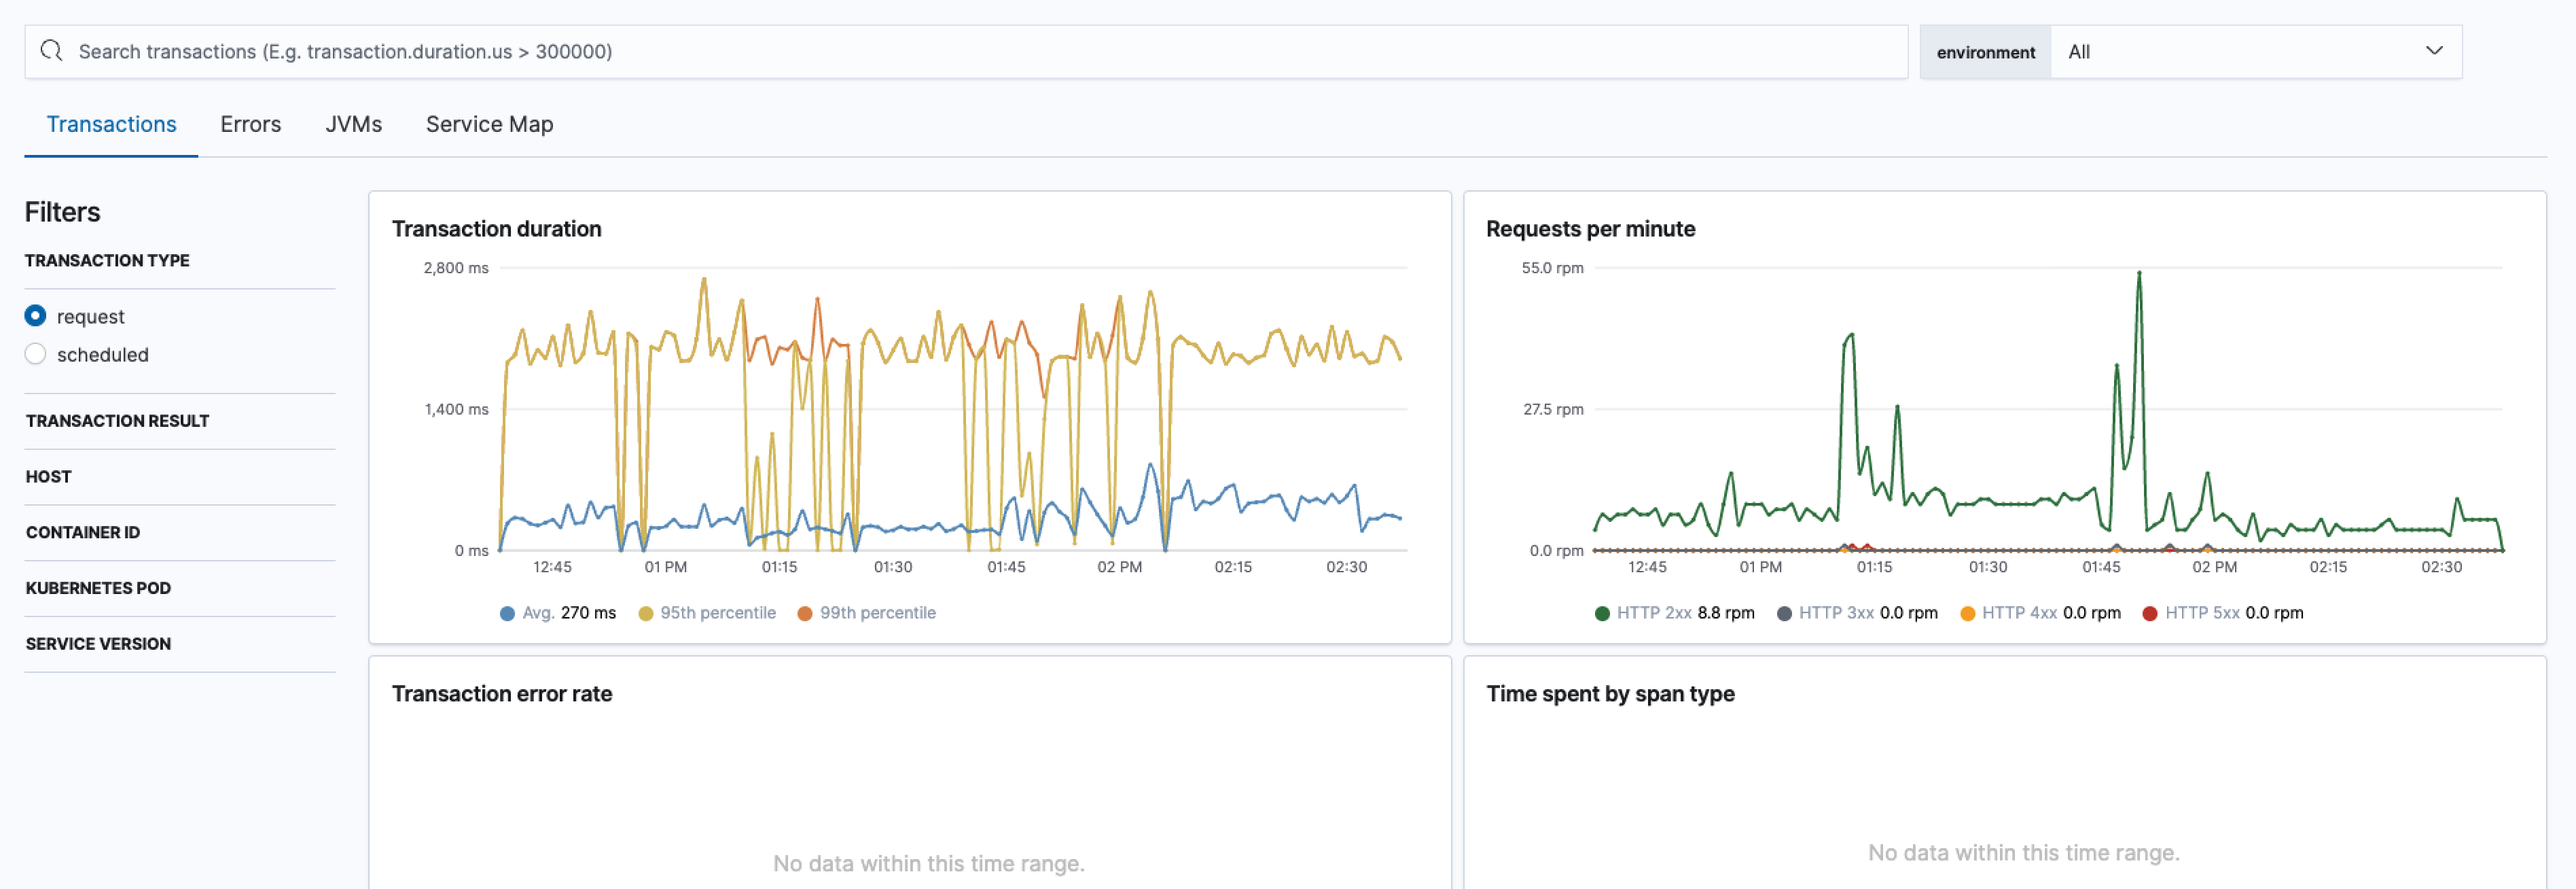 Search transactions (E.g. transaction.duration.us > 300000)
environment All
Transactions Errors JVMs Service Map
Filters
TRANSACTION TYPE
request
scheduled
TRANSACTION RESULT
HOST
CONTAINER ID
KUBERNETES POD
SERVICE VERSION
Transaction duration
2,800 ms
1,400 ms
0 ms
12:45 01 PM 01:15 01:30 01:45 02 PM 02:15 02:30
Avg. 270 ms 95th percentile 99th percentile
Requests per minute
55.0 rpm
27.5 rpm
0.0 rpm
12:45 01 PM 01:15 01:30 01:45 02 PM 02:15 02:30
HTTP 2xx 8.8 rpm HTTP 3xx 0.0 rpm HTTP 4xx 0.0 rpm HTTP 5xx 0.0 rpm
Transaction error rate
No data within this time range.
Time spent by span type
No data within this time range.